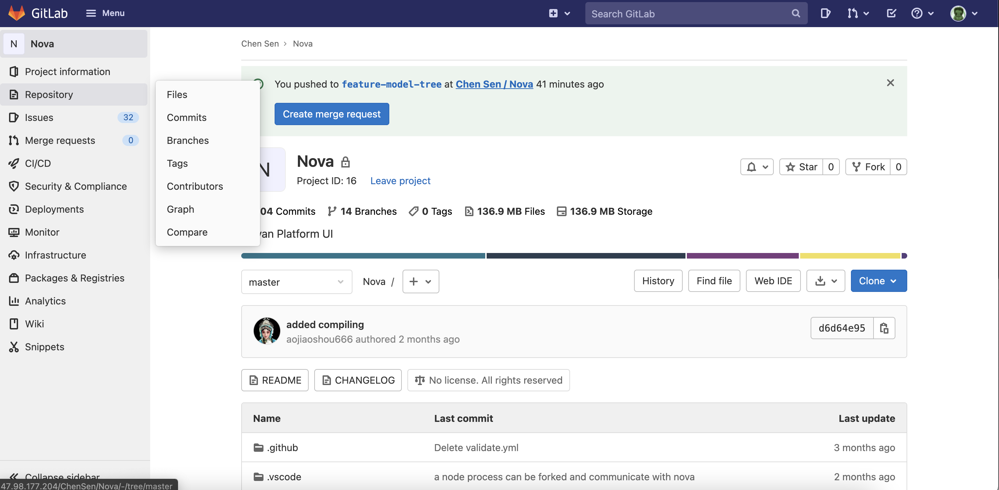 GitLab
Menu
Search GitLab
N
Nova
Project information
Repository
Issues
32
Merge requests
0
CI/CD
Security & Compliance
Deployments
Monitor
Infrastructure
Packages & Registries
Analytics
Wiki
Snippets
Collapse sidebar
47.98.177.204/ChenSen/Nova/-/tree/master
Files
Commits
Branches
Tags
Contributors
Graph
Compare
Chen Sen > Nova
You pushed to feature-model-tree at Chen Sen / Nova 41 minutes ago
Create merge request
N
Nova
Project ID: 16
Leave project
Star 0
Fork 0
04 Commits
14 Branches
0 Tags
136.9 MB Files
136.9 MB Storage
Platform UI
master
Nova /
History
Find file
Web IDE
Clone
added compiling
aojiaoshou666 authored 2 months ago
d6d64e95
README
CHANGELOG
No license. All rights reserved
Name Last commit Last update
.github Delete validate.yml 3 months ago
.vscode a node process can be forked and communicate with nova 2 months ago